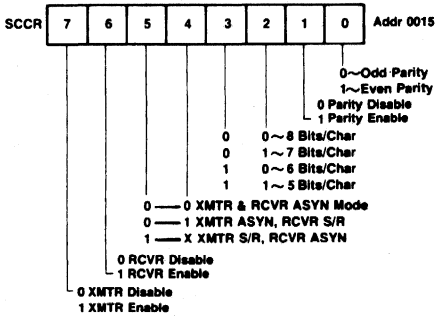 SCCR 7 6 5 4 3 2 1 0 Addr 0015
0~Odd Parity
1~Even Parity
0 Parity Disable
1 Parity Enable
0 0~8 Bits/Char
0 1~7 Bits/Char
1 0~6 Bits/Char
1 1~5 Bits/Char
0 — 0 XMTR & RCVR ASYN Mode
0 — 1 XMTR ASYN, RCVR S/R
1 — X XMTR S/R, RCVR ASYN
0 RCVR Disable
1 RCVR Enable
0 XMTR Disable
1 XMTR Enable